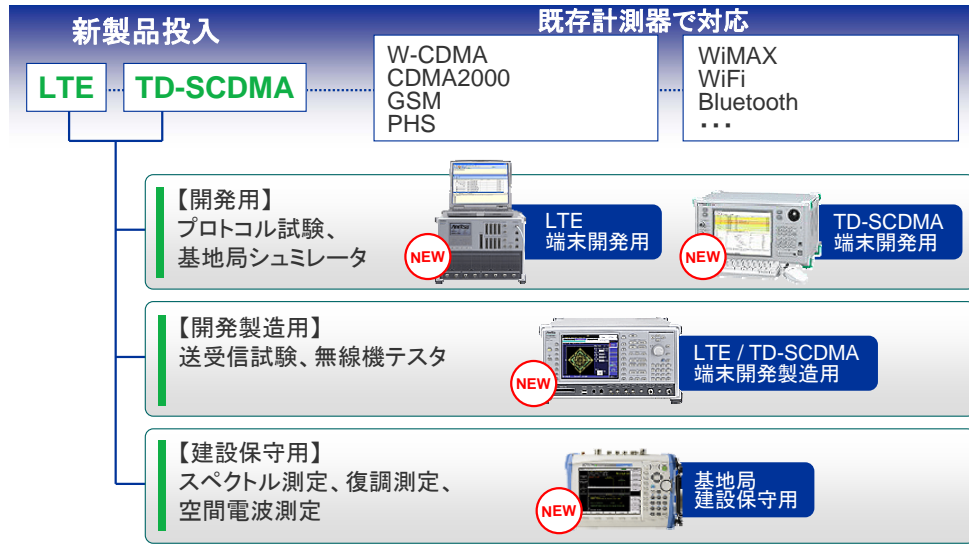 新製品投入
既存計測器で対応
LTE
TD-SCDMA
W-CDMA
CDMA2000
GSM
PHS
WiMAX
WiFi
Bluetooth
・・・
【開発用】
プロトコル試験、
基地局シュミレータ
NEW
LTE
端末開発用
NEW
TD-SCDMA
端末開発用
【開発製造用】
送受信試験、無線機テスタ
NEW
LTE / TD-SCDMA
端末開発製造用
【建設保守用】
スペクトル測定、復調測定、
空間電波測定
NEW
基地局
建設保守用